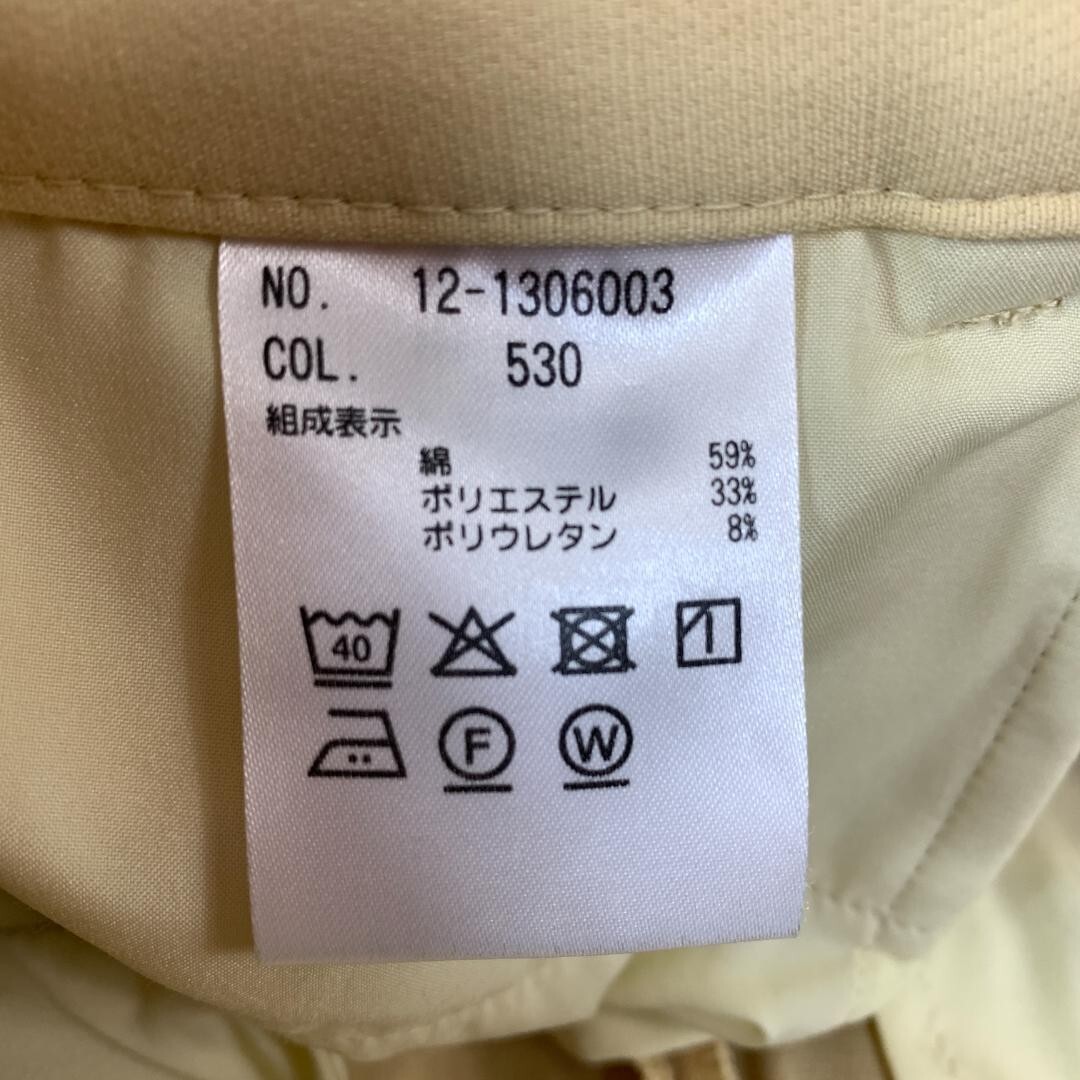 NO. 12-1306003
COL. 530
組成表示
綿 59%
ポリエステル 33%
ポリウレタン 8%
40
F W